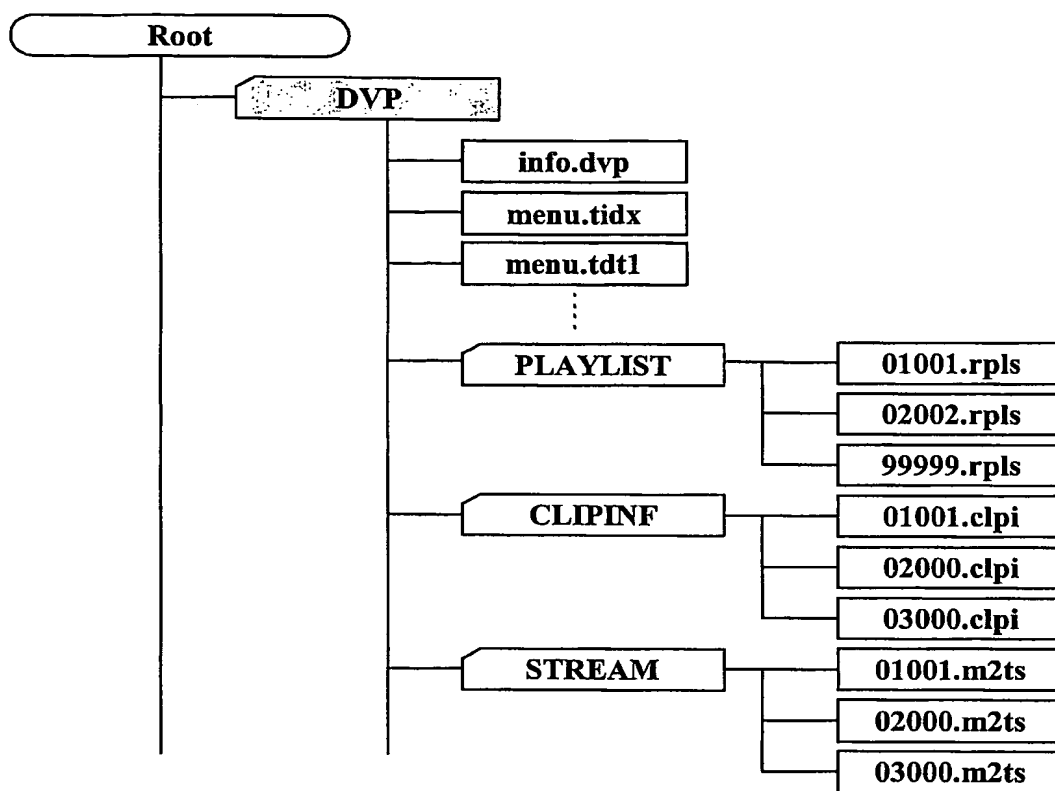 Root
DVP
info.dvp
menu.tidx
menu.tdt1
PLAYLIST
01001.rpls
02002.rpls
99999.rpls
CLIPINF
01001.clpi
02000.clpi
03000.clpi
STREAM
01001.m2ts
02000.m2ts
03000.m2ts